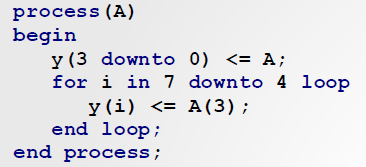 process(A)
begin
y(3 downto 0) <= A;
for i in 7 downto 4 loop
y(i) <= A(3);
end loop;
end process;